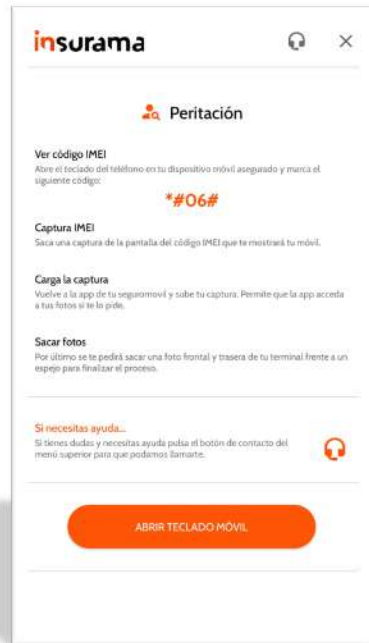 insurama
Peritación
Ver código IMEI
Abre el teclado del teléfono en tu dispositivo móvil asegurado y marca el
siguiente código:
*#06#
Captura IMEI
Saca una captura de la pantalla del código IMEI que te mostrará tu móvil.
Carga la captura
Vuelve a la app de tu seguromovil y sube tu captura. Permite que la app acceda
a tus fotos si te lo pide.
Sacar fotos
Por último se te pedirá sacar una foto frontal y trasera de tu terminal frente a un
espejo para finalizar el proceso.
Si necesitas ayuda...
Si tienes dudas y necesitas ayuda pulsa el botón de contacto del
menú superior para que podamos llamarte.
ABRIR TECLADO MÓVIL